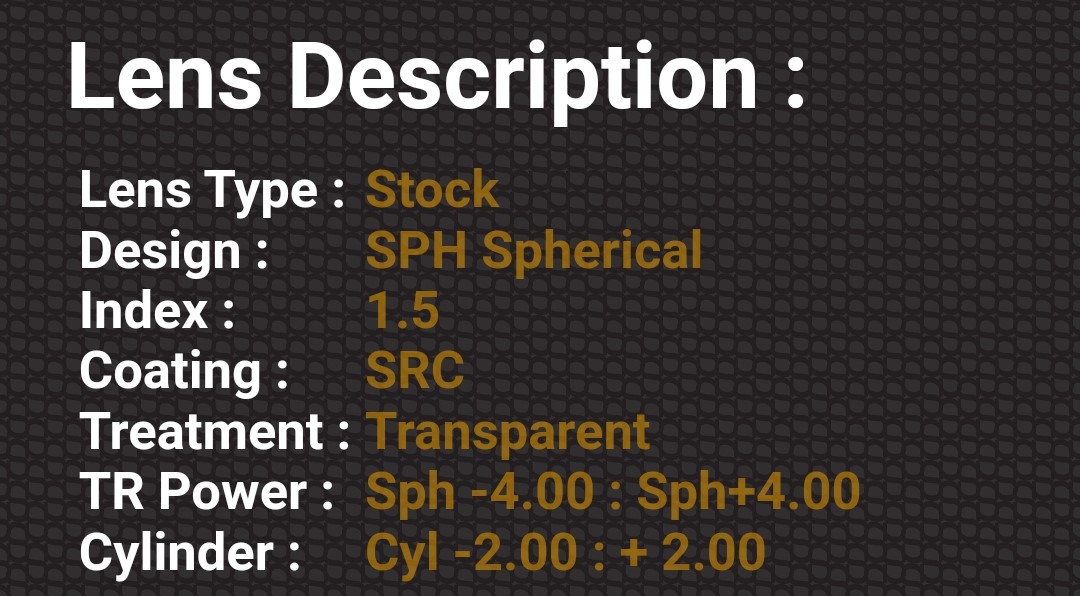 Lens Description :
Lens Type : Stock
Design : SPH Spherical
Index : 1.5
Coating : SRC
Treatment : Transparent
TR Power : Sph -4.00 : Sph+4.00
Cylinder : Cyl -2.00 : + 2.00